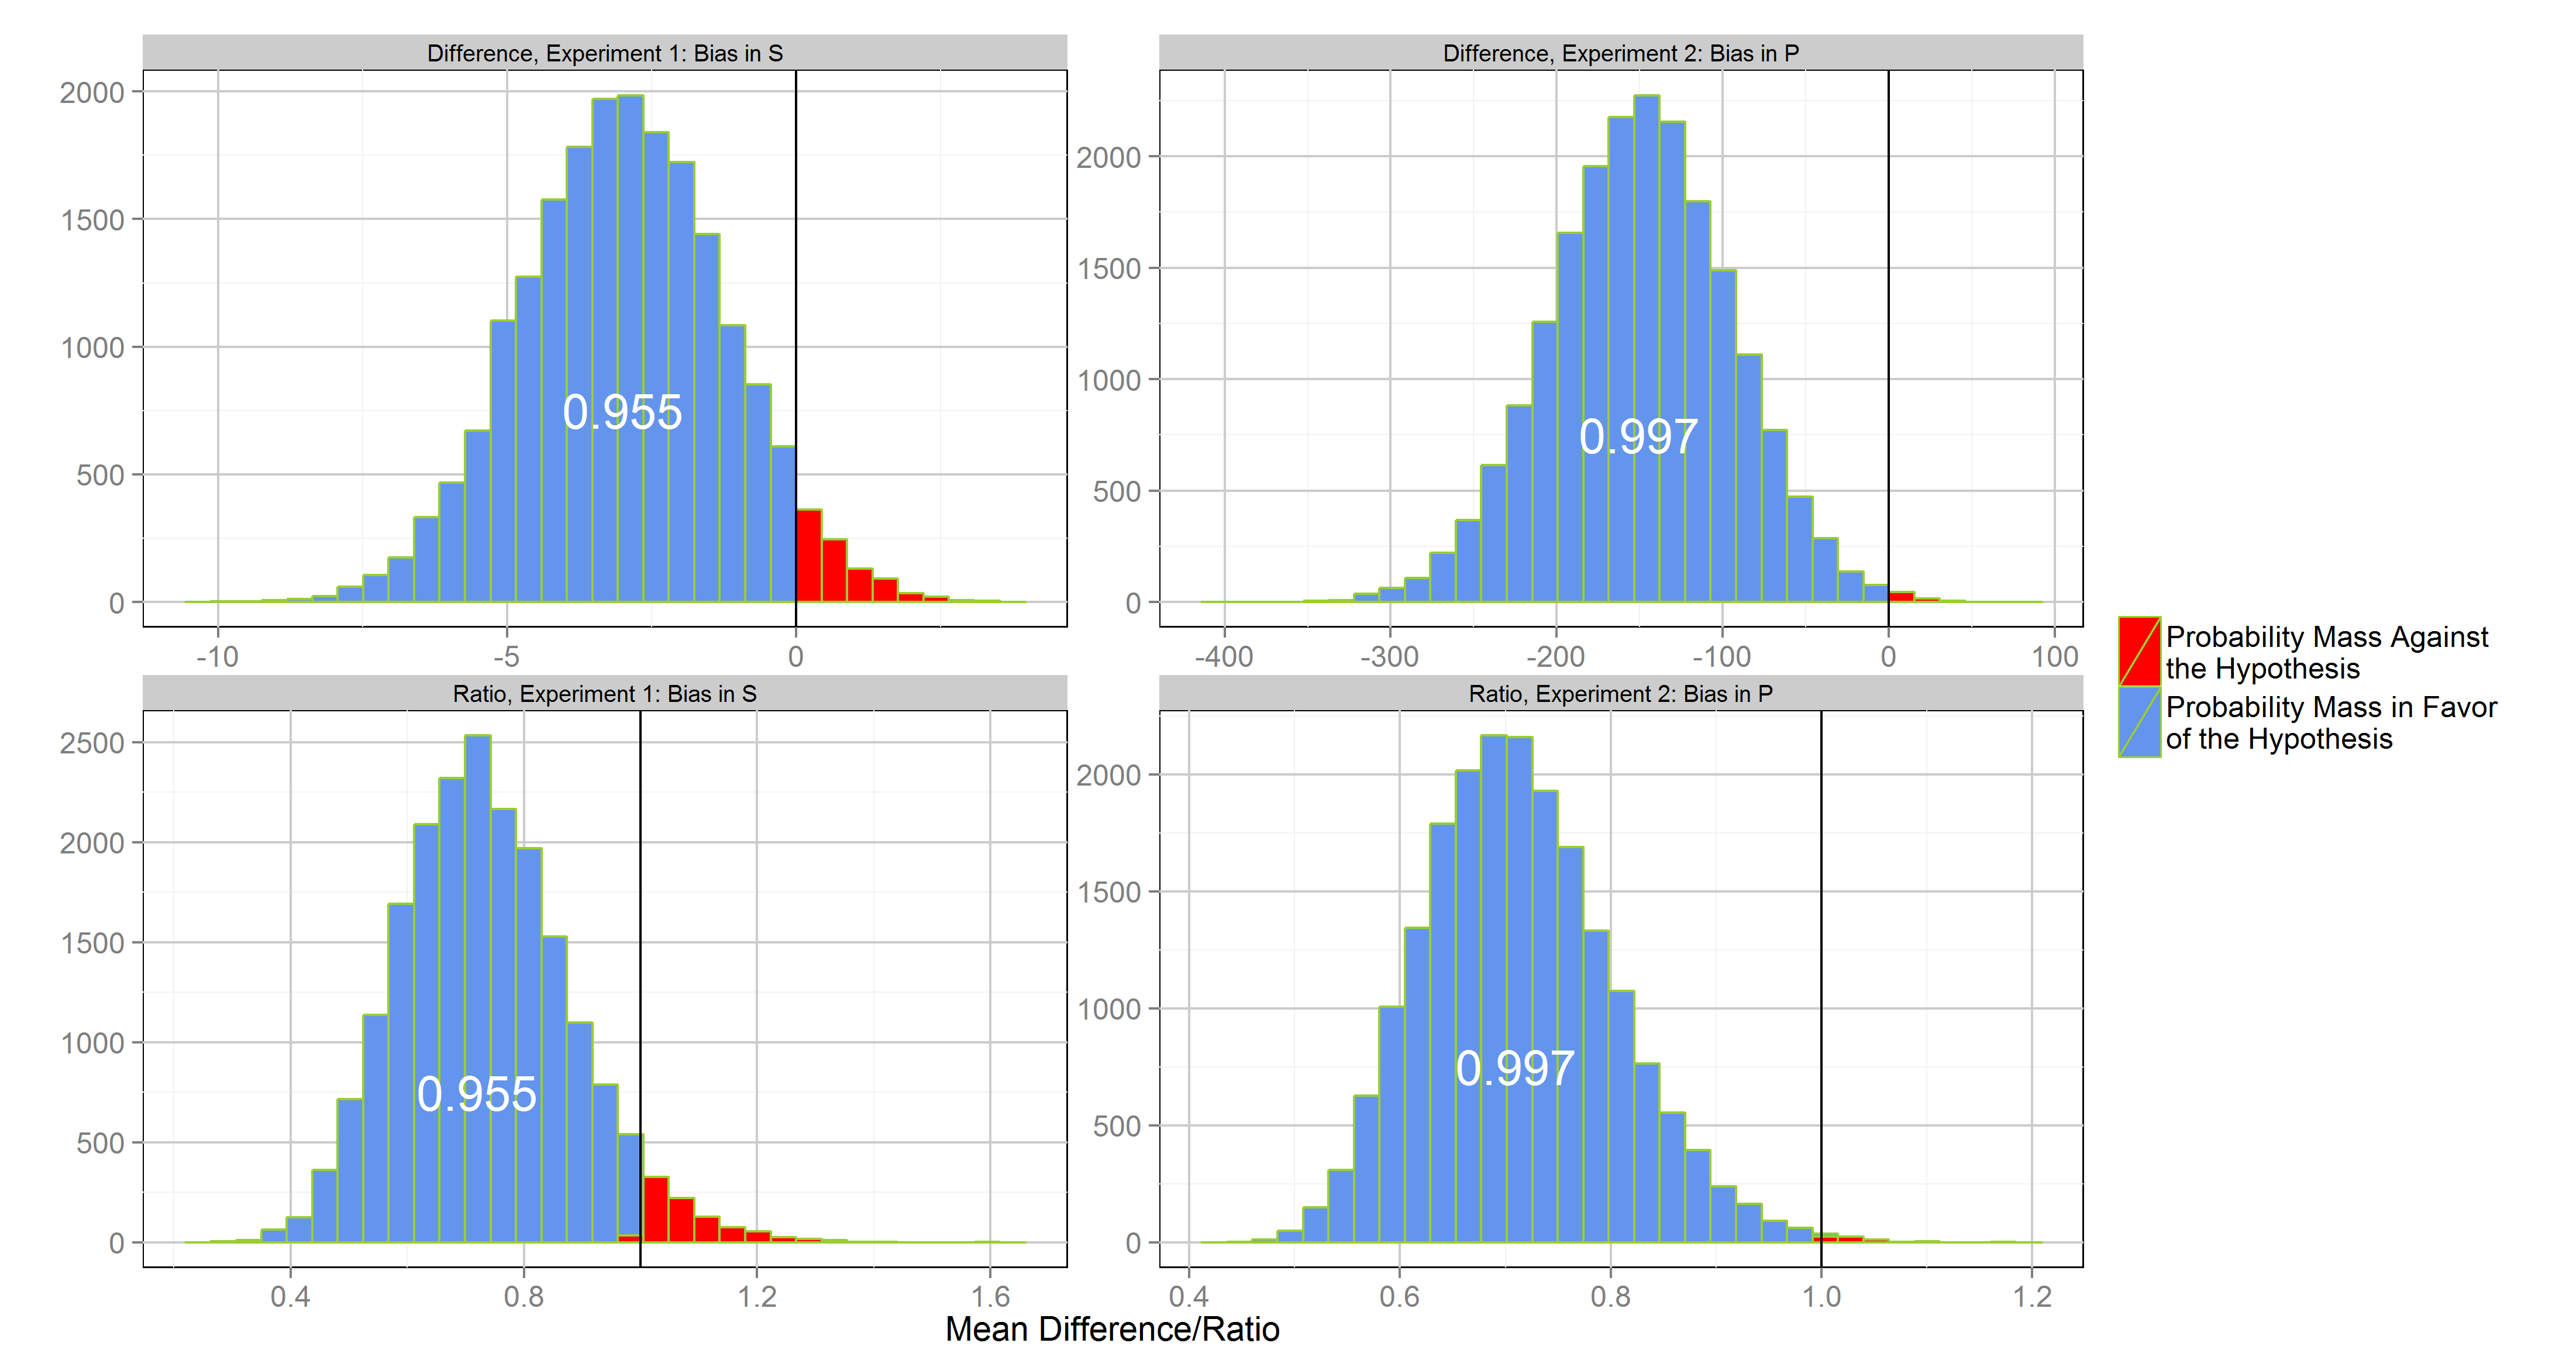 Difference, Experiment 1: Bias in S
2000
1500
1000
500
0
0.955
-10 -5 0
Difference, Experiment 2: Bias in P
2000
1500
1000
500
0
0.997
-400 -300 -200 -100 0 100
Ratio, Experiment 1: Bias in S
2500
2000
1500
1000
500
0
0.955
0.4 0.8 1.2 1.6
Ratio, Experiment 2: Bias in P
2000
1500
1000
500
0
0.997
0.4 0.6 0.8 1.0 1.2
Mean Difference/Ratio
Probability Mass Against
the Hypothesis
Probability Mass in Favor
of the Hypothesis